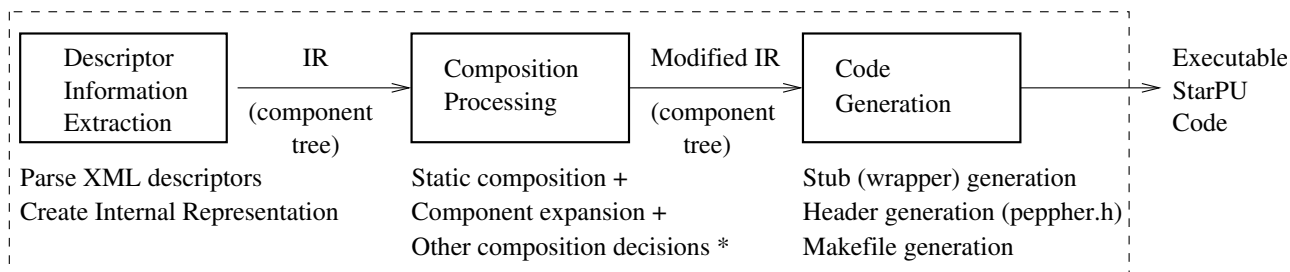 Descriptor
Information
Extraction
IR
(component
tree)
Composition
Processing
Modified IR
(component
tree)
Code
Generation
Executable
StarPU
Code
Parse XML descriptors
Create Internal Representation
Static composition +
Component expansion +
Other composition decisions *
Stub (wrapper) generation
Header generation (peppher.h)
Makefile generation